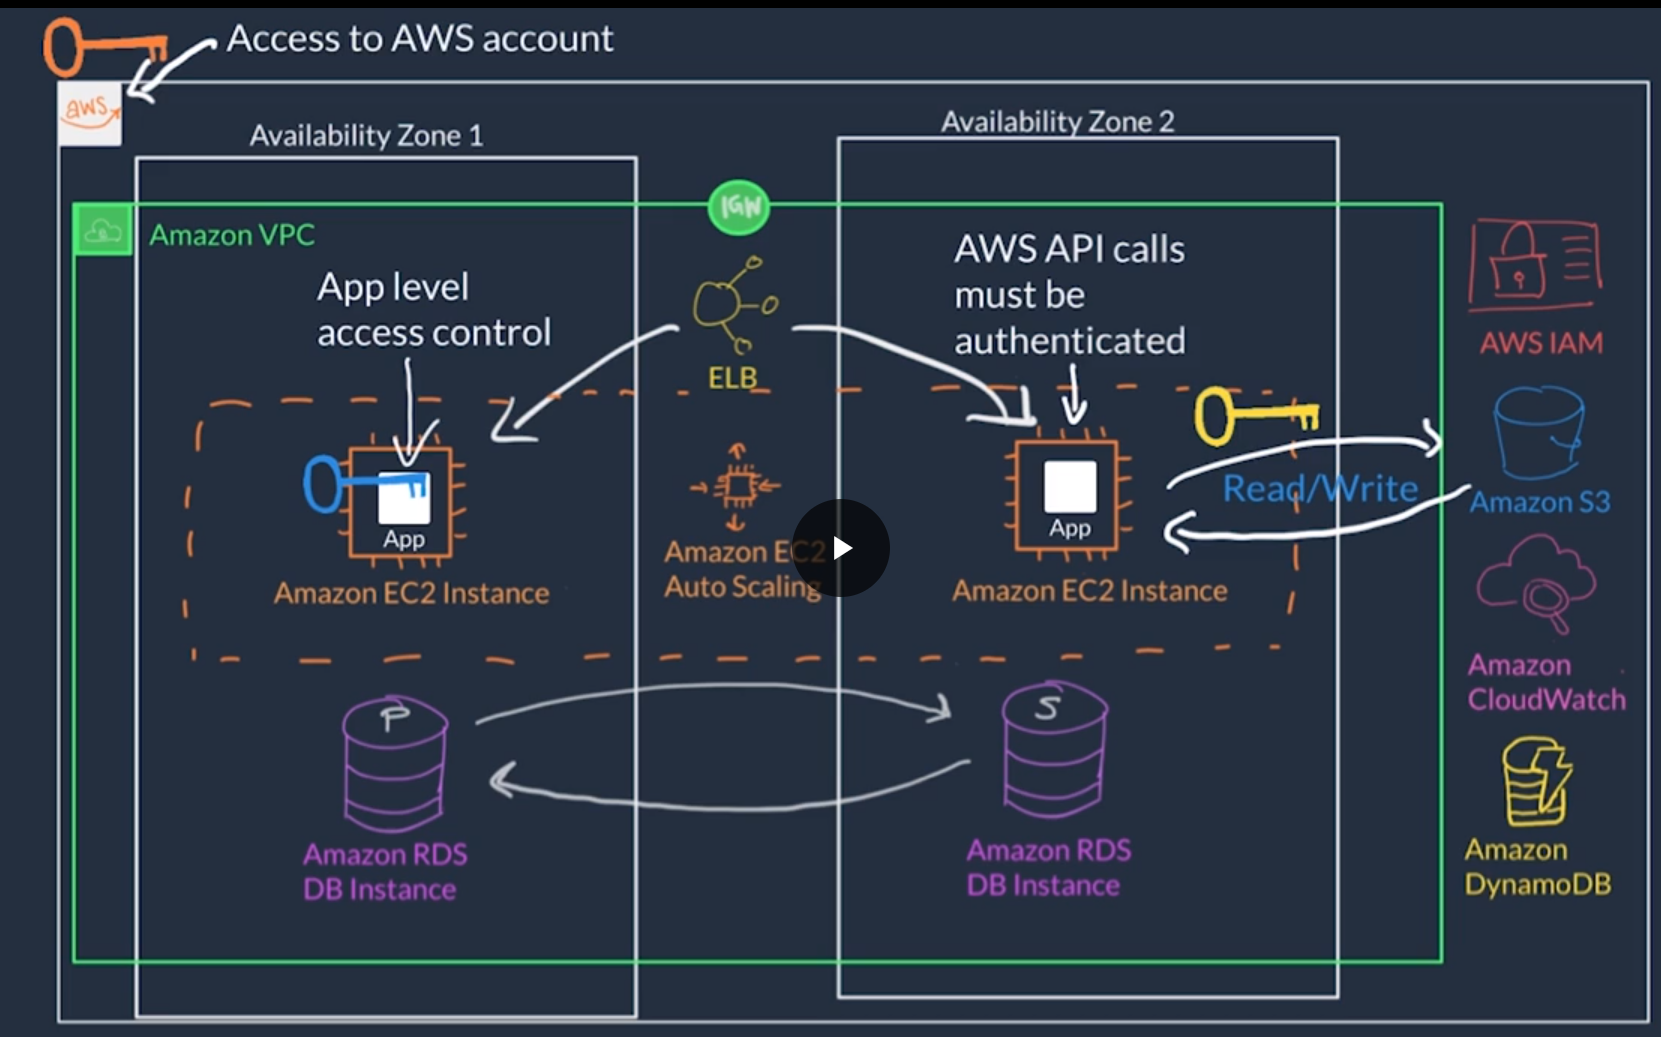 Access to AWS account
aws
Availability Zone 1
Availability Zone 2
IGW
Amazon VPC
App level
access control
AWS API calls
must be
authenticated
AWS IAM
ELB
Read/Write
Amazon S3
App
App
Amazon EC2
Auto Scaling
Amazon EC2 Instance
Amazon EC2 Instance
Amazon
CloudWatch
P
S
Amazon RDS
DB Instance
Amazon RDS
DB Instance
Amazon
DynamoDB